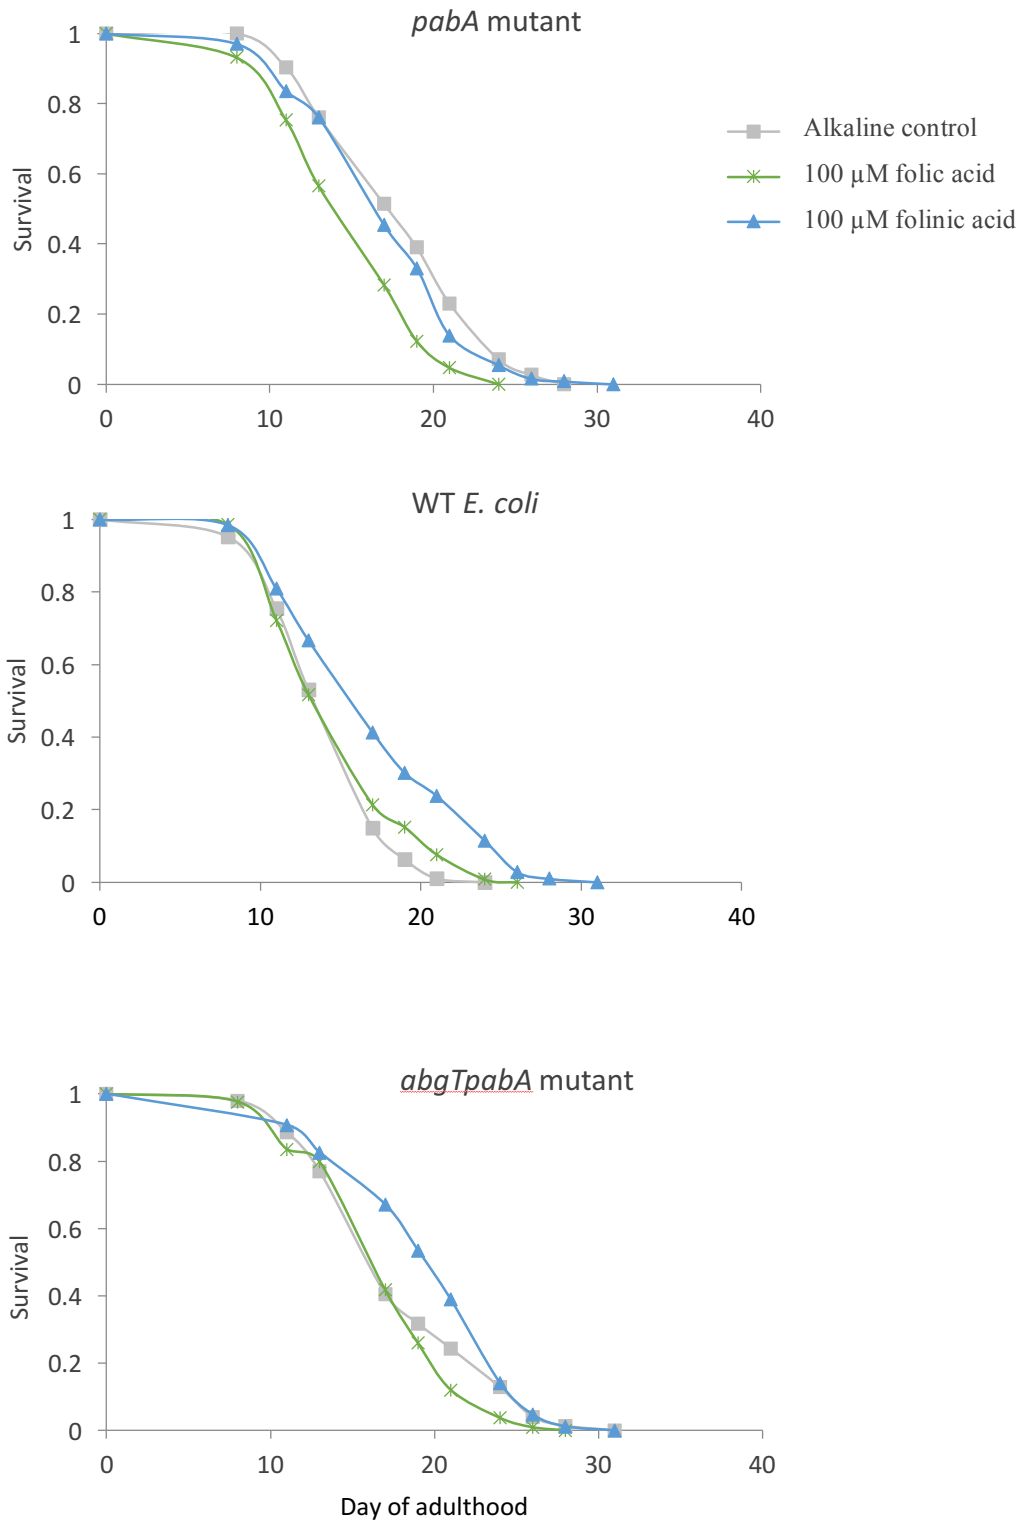 pabA mutant
1
0.8
0.6
0.4
0.2
0
Survival
0 10 20 30 40
Alkaline control
100 µM folic acid
100 µM folinic acid
WT E. coli
1
0.8
0.6
0.4
0.2
0
Survival
0 10 20 30 40
abgTpabA mutant
1
0.8
0.6
0.4
0.2
0
Survival
0 10 20 30 40
Day of adulthood